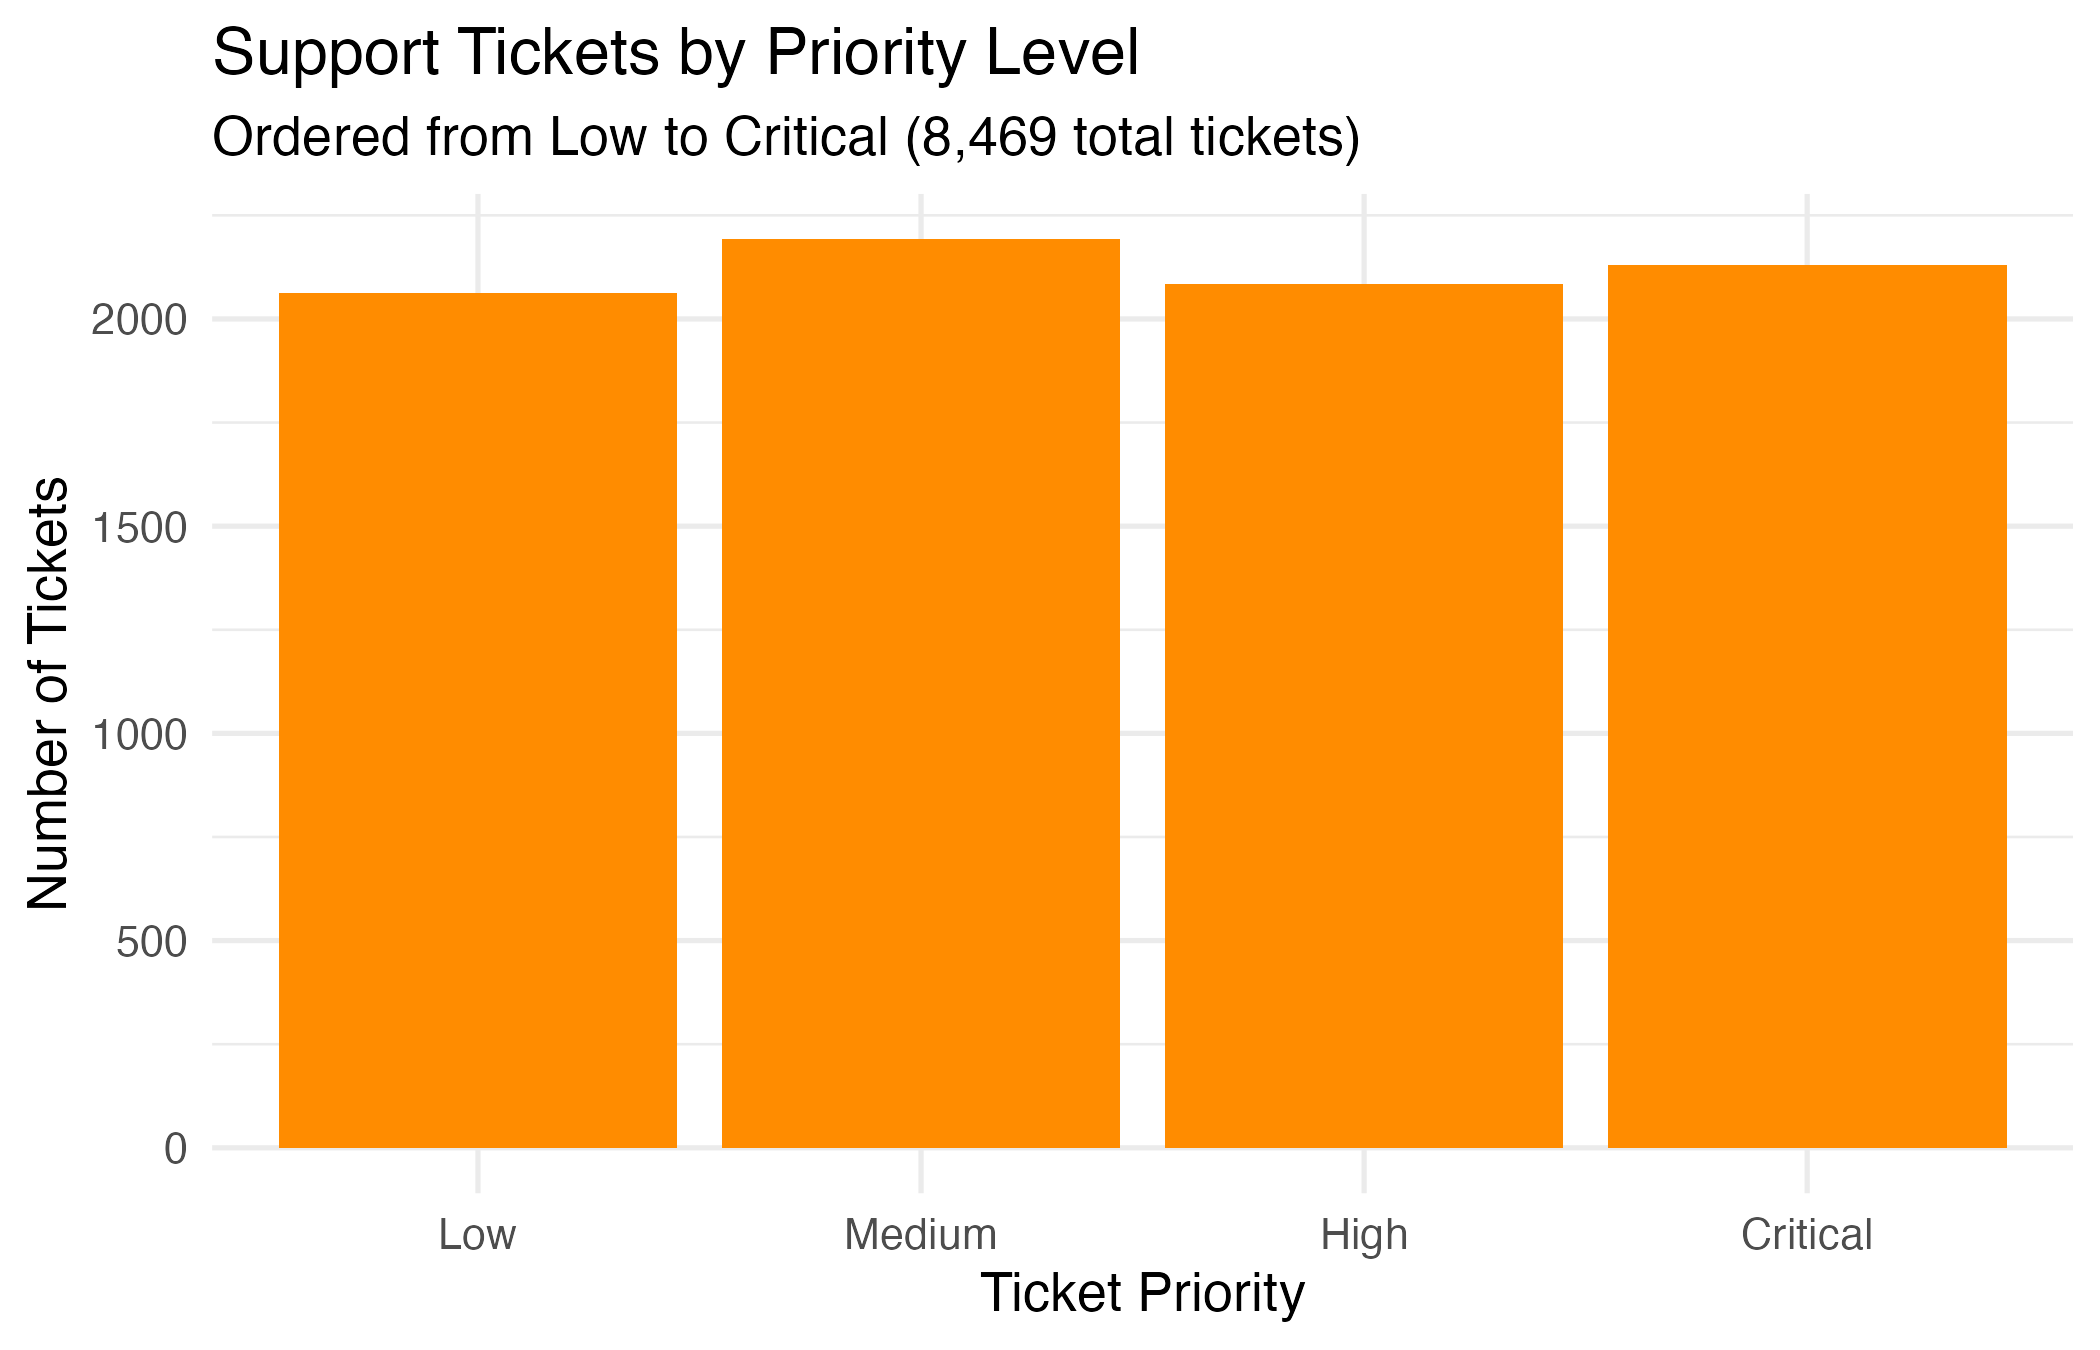 Support Tickets by Priority Level
Ordered from Low to Critical (8,469 total tickets)
Number of Tickets
2000
1500
1000
500
0
Low Medium High Critical
Ticket Priority